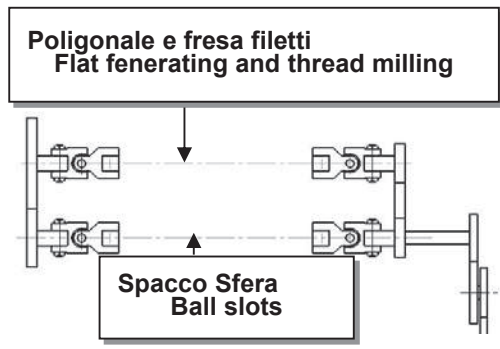 Poligonale e fresa filetti
Flat fenerating and thread milling
Spacco Sfera
Ball slots